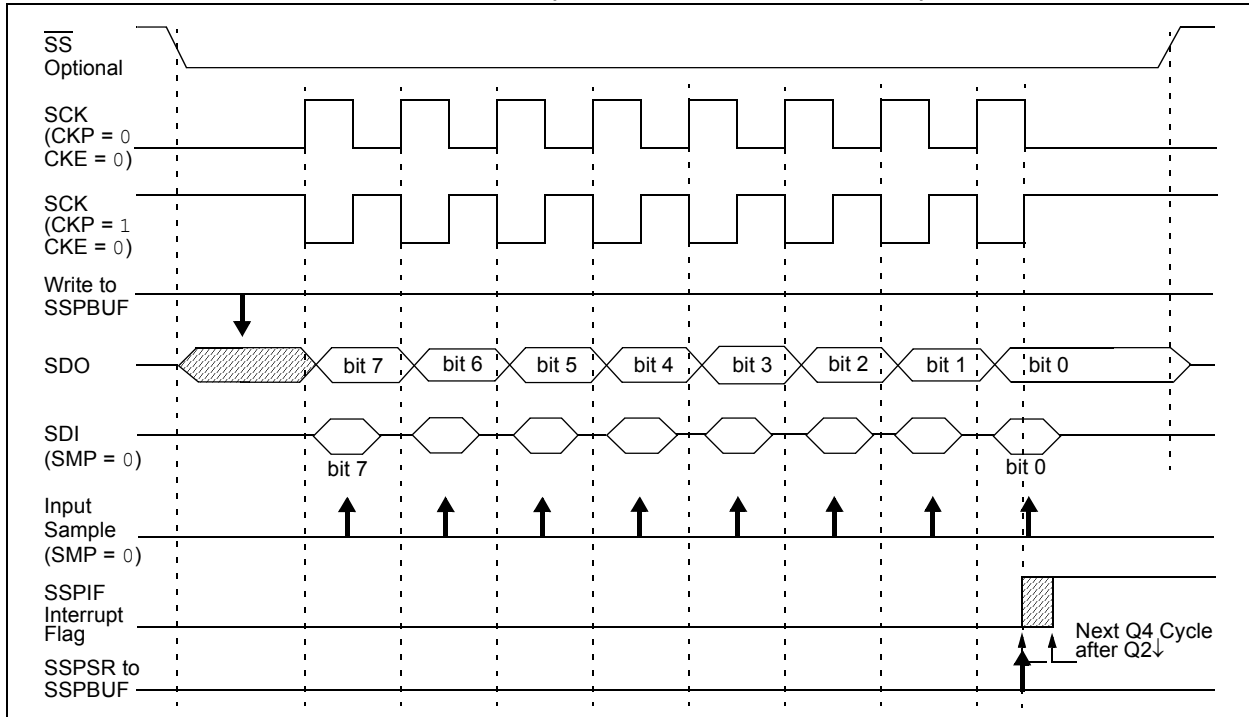 SS
Optional
SCK
(CKP = 0
CKE = 0)
SCK
(CKP = 1
CKE = 0)
Write to
SSPBUF
SDO
bit 7 bit 6 bit 5 bit 4 bit 3 bit 2 bit 1 bit 0
SDI
(SMP = 0)
bit 7 bit 0
Input
Sample
(SMP = 0)
SSPIF
Interrupt
Flag
Next Q4 Cycle
after Q2↓
SSPSR to
SSPBUF